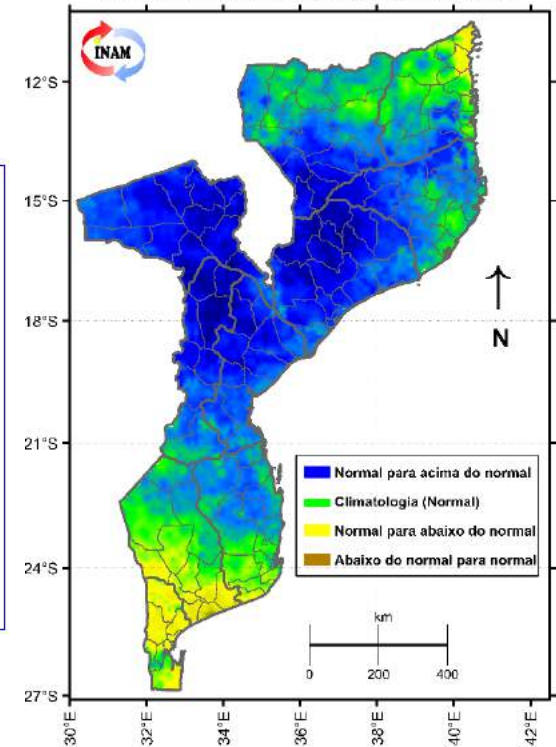 INAM
12°S
15°S
18°S
N
21°S
Normal para acima do normal
Climatologia (Normal)
Normal para abaixo do normal
Abaixo do normal para normal
24°S
km
0 200 400
27°S
30°E 32°E 34°E 36°E 38°E 40°E 42°E